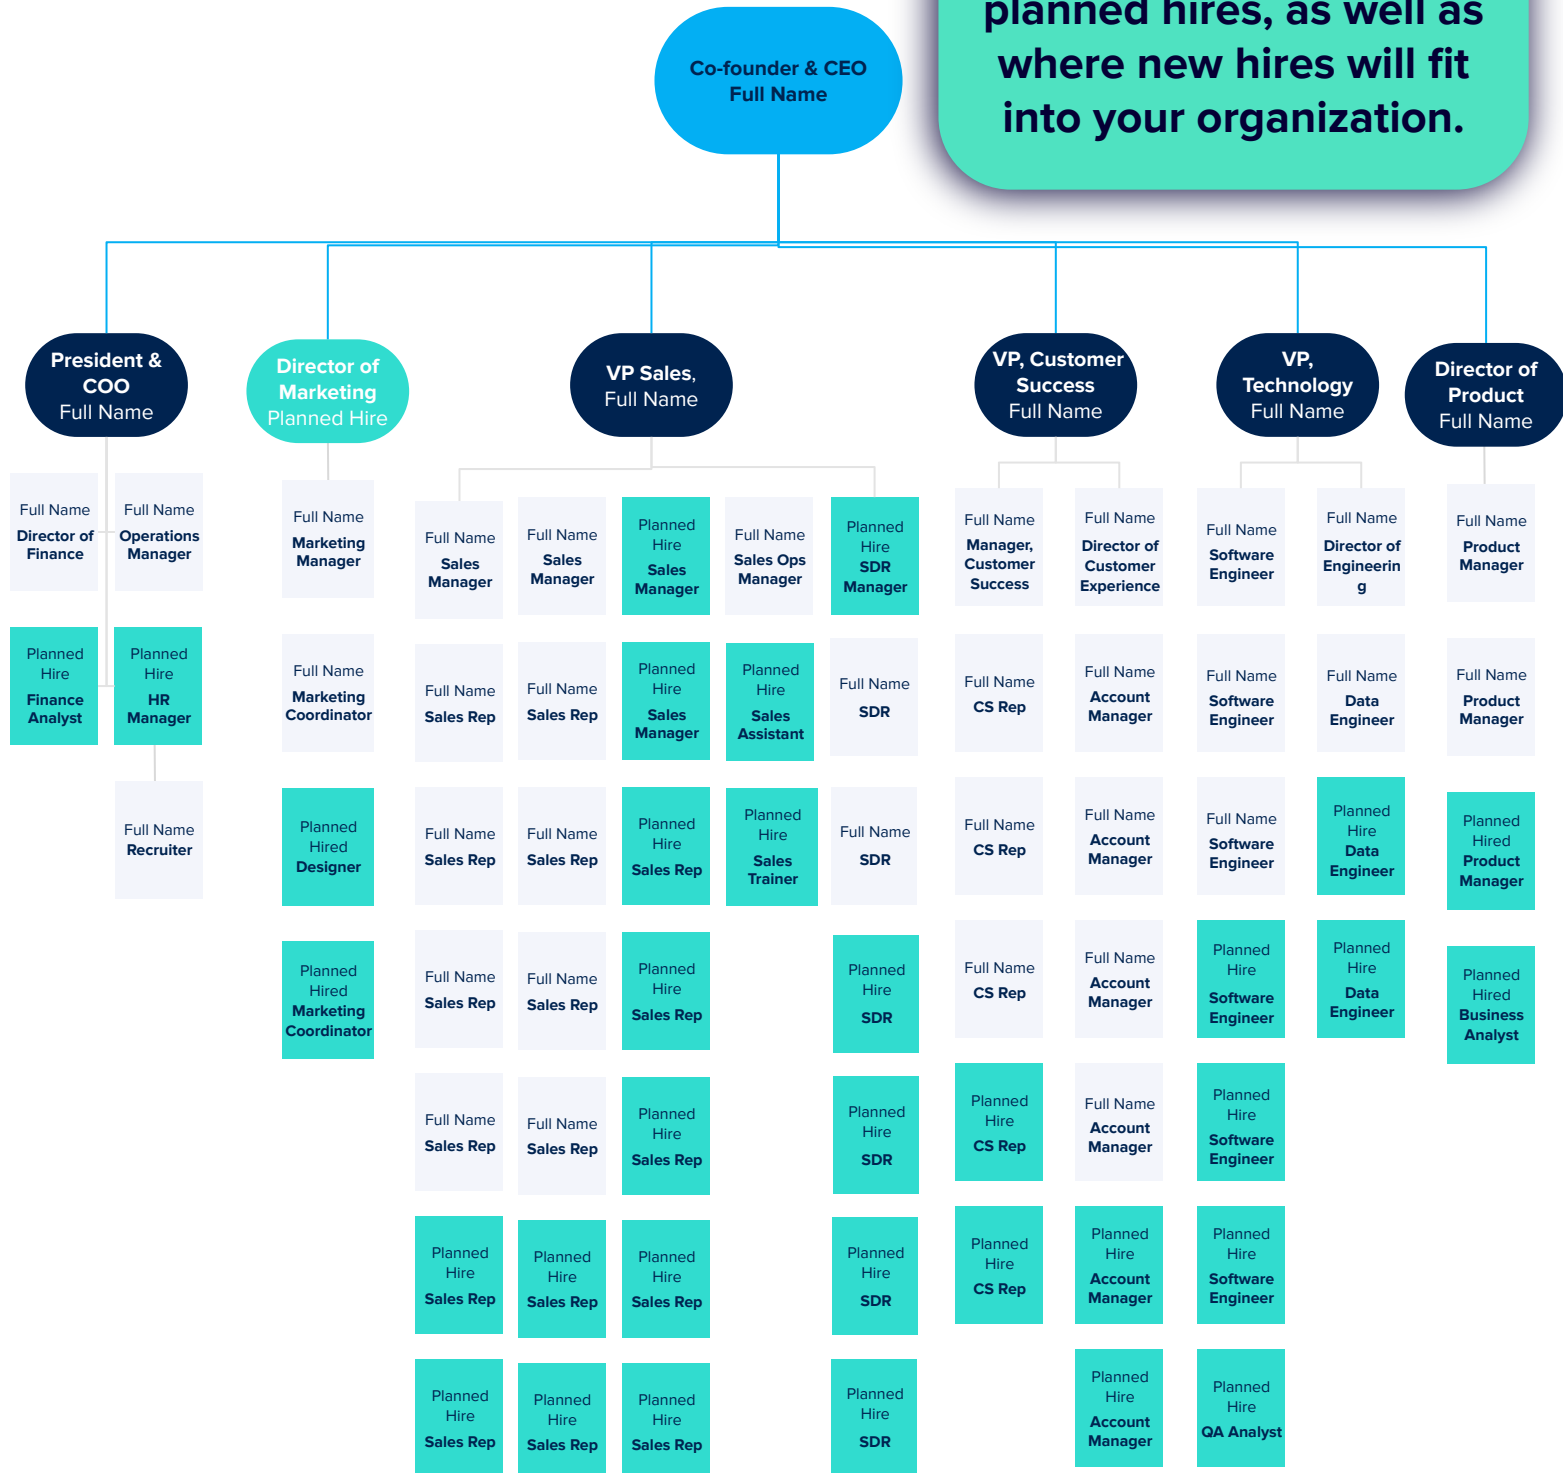 planned hires, as well as
where new hires will fit
into your organization.
Co-founder & CEO
Full Name
President &
COO
Full Name
Director of
Marketing
Planned Hire
VP Sales,
Full Name
VP, Customer
Success
Full Name
VP,
Technology
Full Name
Director of
Product
Full Name
Full Name
Director of
Finance
Full Name
Operations
Manager
Planned
Hire
Finance
Analyst
Planned
Hire
HR
Manager
Full Name
Recruiter
Full Name
Marketing
Manager
Full Name
Marketing
Coordinator
Planned
Hired
Designer
Planned
Hired
Marketing
Coordinator
Full Name
Sales
Manager
Full Name
Sales Rep
Full Name
Sales Rep
Full Name
Sales Rep
Full Name
Sales Rep
Planned
Hire
Sales Rep
Planned
Hire
Sales Rep
Full Name
Sales
Manager
Full Name
Sales Rep
Full Name
Sales Rep
Full Name
Sales Rep
Full Name
Sales Rep
Planned
Hire
Sales Rep
Planned
Hire
Sales Rep
Planned
Hire
Sales
Manager
Planned
Hire
Sales
Manager
Planned
Hire
Sales Rep
Planned
Hire
Sales Rep
Planned
Hire
Sales Rep
Planned
Hire
Sales Rep
Planned
Hire
Sales Rep
Full Name
Sales Ops
Manager
Planned
Hire
Sales
Assistant
Planned
Hire
Sales
Trainer
Planned
Hire
SDR
Manager
Full Name
SDR
Full Name
SDR
Planned
Hire
SDR
Planned
Hire
SDR
Planned
Hire
SDR
Planned
Hire
SDR
Full Name
Manager,
Customer
Success
Full Name
CS Rep
Full Name
CS Rep
Full Name
CS Rep
Planned
Hire
CS Rep
Planned
Hire
CS Rep
Full Name
Director of
Customer
Experience
Full Name
Account
Manager
Full Name
Account
Manager
Full Name
Account
Manager
Full Name
Account
Manager
Planned
Hire
Account
Manager
Planned
Hire
Account
Manager
Full Name
Software
Engineer
Full Name
Software
Engineer
Full Name
Software
Engineer
Planned
Hire
Software
Engineer
Planned
Hire
Software
Engineer
Planned
Hire
Software
Engineer
Planned
Hire
QA Analyst
Full Name
Director of
Engineerin
g
Full Name
Data
Engineer
Planned
Hire
Data
Engineer
Planned
Hire
Data
Engineer
Full Name
Product
Manager
Full Name
Product
Manager
Planned
Hired
Product
Manager
Planned
Hired
Business
Analyst